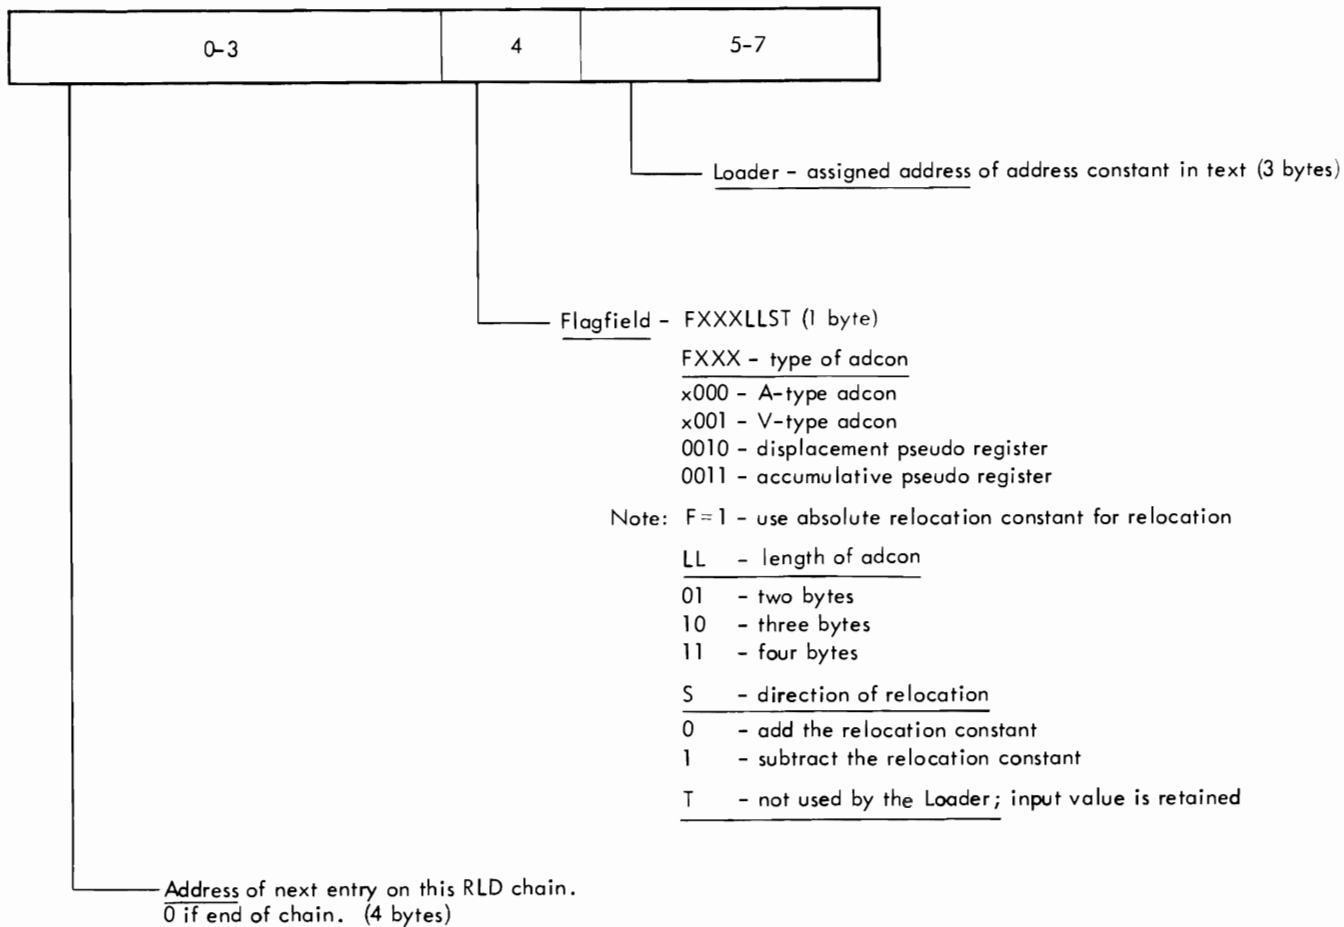 0-3 4 5-7
Loader - assigned address of address constant in text (3 bytes)
Flagfield - FXXXLLST (1 byte)
FXXX - type of adcon
x000 - A-type adcon
x001 - V-type adcon
0010 - displacement pseudo register
0011 - accumulative pseudo register
Note: F=1 - use absolute relocation constant for relocation
LL - length of adcon
01 - two bytes
10 - three bytes
11 - four bytes
S - direction of relocation
0 - add the relocation constant
1 - subtract the relocation constant
T - not used by the Loader; input value is retained
Address of next entry on this RLD chain.
0 if end of chain. (4 bytes)